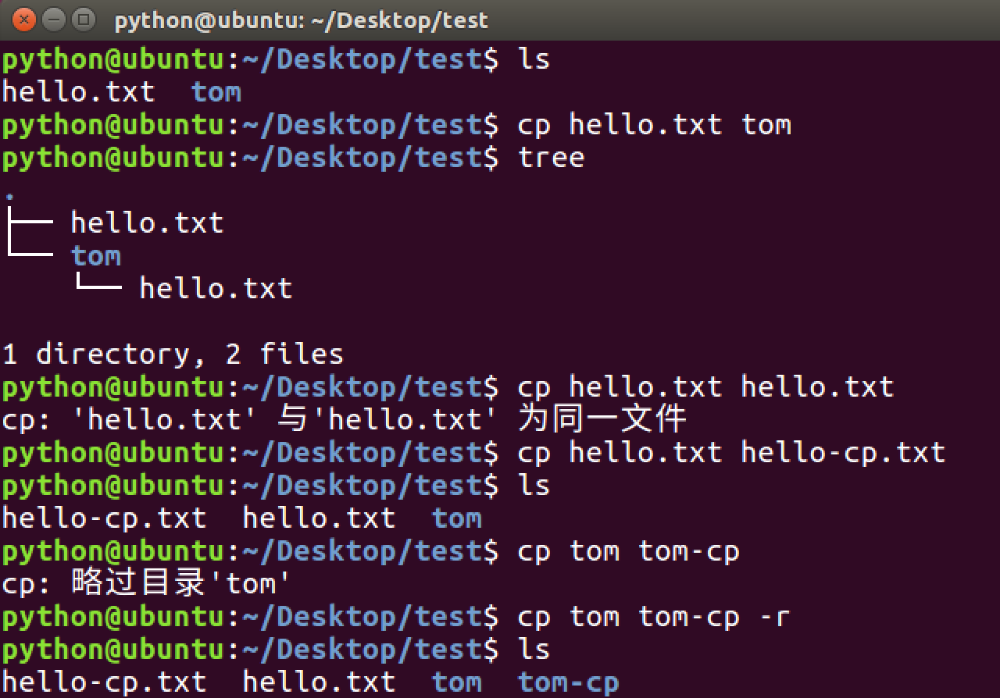 python@ubuntu: ~/Desktop/test
python@ubuntu:~/Desktop/test$ ls
hello.txt  tom
python@ubuntu:~/Desktop/test$ cp hello.txt tom
python@ubuntu:~/Desktop/test$ tree
.
├── hello.txt
└── tom
    └── hello.txt
1 directory, 2 files
python@ubuntu:~/Desktop/test$ cp hello.txt hello.txt
cp: 'hello.txt' 与'hello.txt' 为同一文件
python@ubuntu:~/Desktop/test$ cp hello.txt hello-cp.txt
python@ubuntu:~/Desktop/test$ ls
hello-cp.txt  hello.txt  tom
python@ubuntu:~/Desktop/test$ cp tom tom-cp
cp: 略过目录'tom'
python@ubuntu:~/Desktop/test$ cp tom tom-cp -r
python@ubuntu:~/Desktop/test$ ls
hello-cp.txt  hello.txt  tom  tom-cp